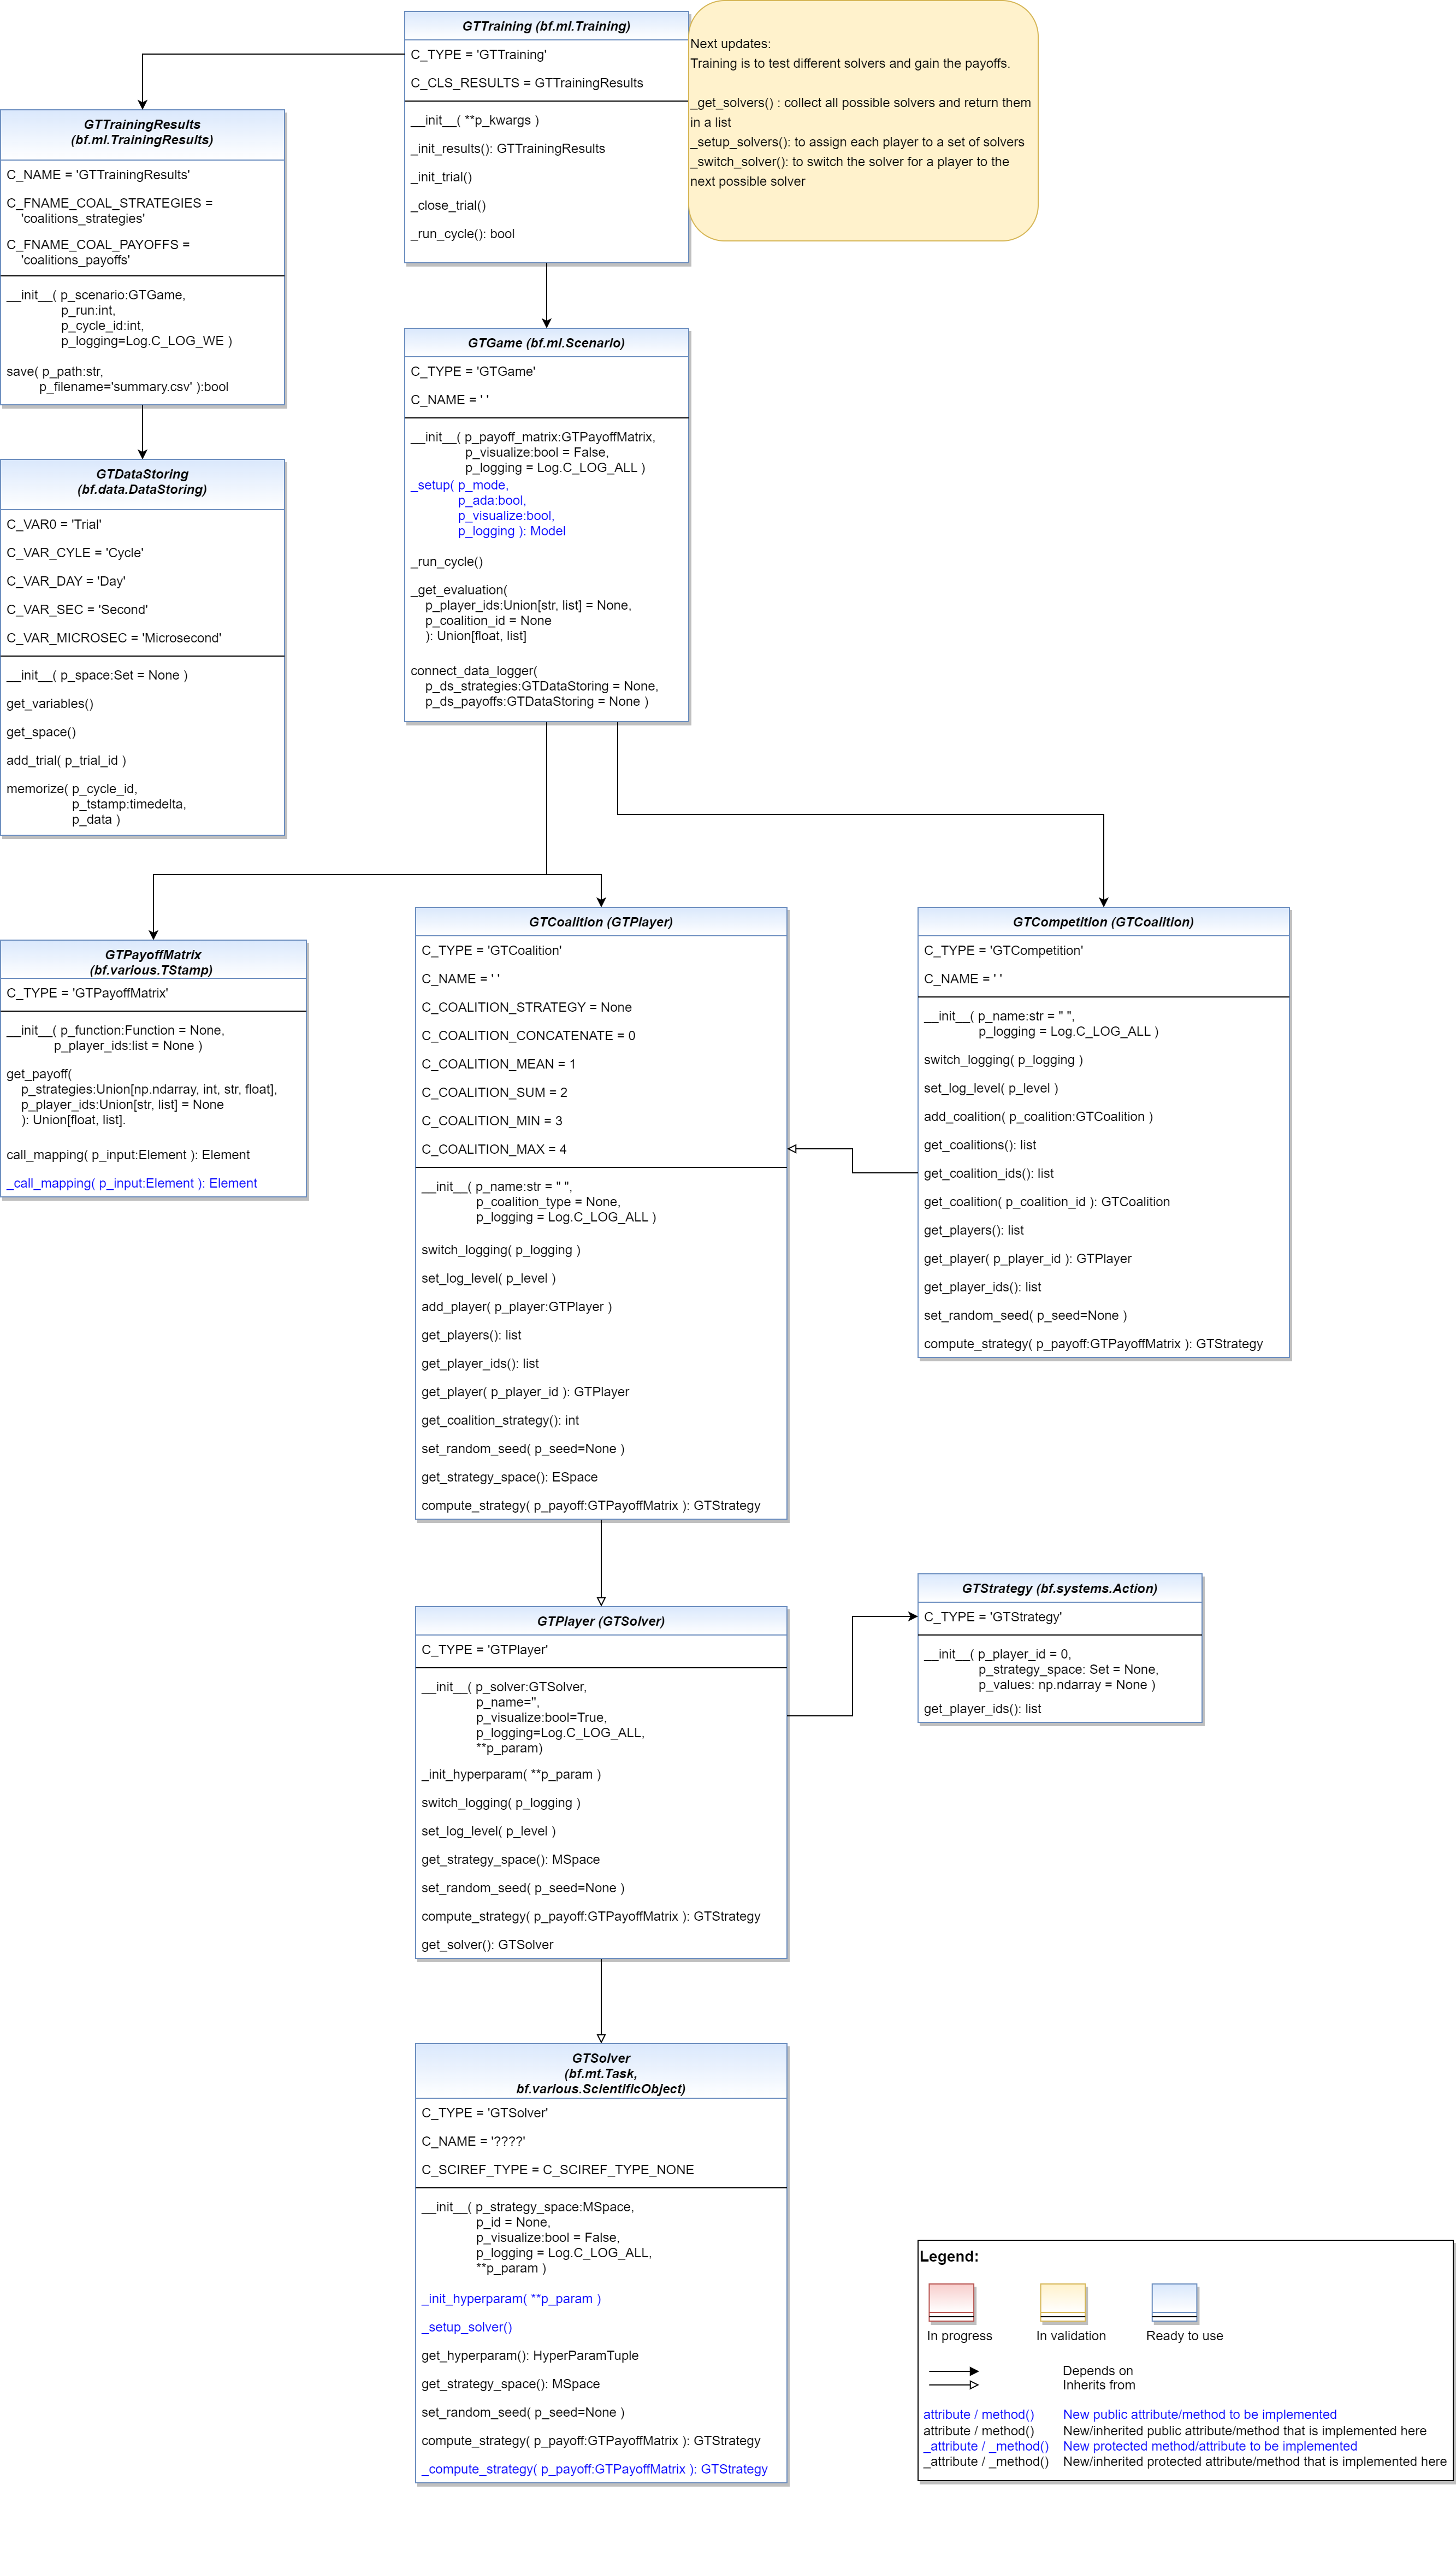 GTTraining (bf.ml.Training)
C_TYPE = 'GTTraining'
C_CLS_RESULTS = GTTrainingResults
__init__( **p_kwargs )
_init_results(): GTTrainingResults
_init_trial()
_close_trial()
_run_cycle(): bool
Next updates:
Training is to test different solvers and gain the payoffs.
_get_solvers() : collect all possible solvers and return them
in a list
_setup_solvers(): to assign each player to a set of solvers
_switch_solver(): to switch the solver for a player to the
next possible solver
GTTrainingResults
(bf.ml.TrainingResults)
C_NAME = 'GTTrainingResults'
C_FNAME_COAL_STRATEGIES =
'coalitions_strategies'
C_FNAME_COAL_PAYOFFS =
'coalitions_payoffs'
__init__( p_scenario:GTGame,
p_run:int,
p_cycle_id:int,
p_logging=Log.C_LOG_WE )
save( p_path:str,
p_filename='summary.csv' ):bool
GTGame (bf.ml.Scenario)
C_TYPE = 'GTGame'
C_NAME = ' '
__init__( p_payoff_matrix:GTPayoffMatrix,
p_visualize:bool = False,
p_logging = Log.C_LOG_ALL )
_setup( p_mode,
p_ada:bool,
p_visualize:bool,
p_logging ): Model
_run_cycle()
_get_evaluation(
p_player_ids:Union[str, list] = None,
p_coalition_id = None
): Union[float, list]
connect_data_logger(
p_ds_strategies:GTDataStoring = None,
p_ds_payoffs:GTDataStoring = None )
GTDataStoring
(bf.data.DataStoring)
C_VAR0 = 'Trial'
C_VAR_CYLE = 'Cycle'
C_VAR_DAY = 'Day'
C_VAR_SEC = 'Second'
C_VAR_MICROSEC = 'Microsecond'
__init__( p_space:Set = None )
get_variables()
get_space()
add_trial( p_trial_id )
memorize( p_cycle_id,
p_tstamp:timedelta,
p_data )
GTPayoffMatrix
(bf.various.TStamp)
C_TYPE = 'GTPayoffMatrix'
__init__( p_function:Function = None,
p_player_ids:list = None )
get_payoff(
p_strategies:Union[np.ndarray, int, str, float],
p_player_ids:Union[str, list] = None
): Union[float, list].
call_mapping( p_input:Element ): Element
_call_mapping( p_input:Element ): Element
GTCoalition (GTPlayer)
C_TYPE = 'GTCoalition'
C_NAME = ' '
C_COALITION_STRATEGY = None
C_COALITION_CONCATENATE = 0
C_COALITION_MEAN = 1
C_COALITION_SUM = 2
C_COALITION_MIN = 3
C_COALITION_MAX = 4
__init__( p_name:str = " ",
p_coalition_type = None,
p_logging = Log.C_LOG_ALL )
switch_logging( p_logging )
set_log_level( p_level )
add_player( p_player:GTPlayer )
get_players(): list
get_player_ids(): list
get_player( p_player_id ): GTPlayer
get_coalition_strategy(): int
set_random_seed( p_seed=None )
get_strategy_space(): ESpace
compute_strategy( p_payoff:GTPayoffMatrix ): GTStrategy
GTCompetition (GTCoalition)
C_TYPE = 'GTCompetition'
C_NAME = ' '
__init__( p_name:str = " ",
p_logging = Log.C_LOG_ALL )
switch_logging( p_logging )
set_log_level( p_level )
add_coalition( p_coalition:GTCoalition )
get_coalitions(): list
get_coalition_ids(): list
get_coalition( p_coalition_id ): GTCoalition
get_players(): list
get_player( p_player_id ): GTPlayer
get_player_ids(): list
set_random_seed( p_seed=None )
compute_strategy( p_payoff:GTPayoffMatrix ): GTStrategy
GTPlayer (GTSolver)
C_TYPE = 'GTPlayer'
__init__( p_solver:GTSolver,
p_name='',
p_visualize:bool=True,
p_logging=Log.C_LOG_ALL,
**p_param)
_init_hyperparam( **p_param )
switch_logging( p_logging )
set_log_level( p_level )
get_strategy_space(): MSpace
set_random_seed( p_seed=None )
compute_strategy( p_payoff:GTPayoffMatrix ): GTStrategy
get_solver(): GTSolver
GTStrategy (bf.systems.Action)
C_TYPE = 'GTStrategy'
__init__( p_player_id = 0,
p_strategy_space: Set = None,
p_values: np.ndarray = None )
get_player_ids(): list
GTSolver
(bf.mt.Task,
bf.various.ScientificObject)
C_TYPE = 'GTSolver'
C_NAME = '????'
C_SCIREF_TYPE = C_SCIREF_TYPE_NONE
__init__( p_strategy_space:MSpace,
p_id = None,
p_visualize:bool = False,
p_logging = Log.C_LOG_ALL,
**p_param )
_init_hyperparam( **p_param )
_setup_solver()
get_hyperparam(): HyperParamTuple
get_strategy_space(): MSpace
set_random_seed( p_seed=None )
compute_strategy( p_payoff:GTPayoffMatrix ): GTStrategy
_compute_strategy( p_payoff:GTPayoffMatrix ): GTStrategy
Legend:
In progress In validation Ready to use
Depends on
Inherits from
attribute / method() New public attribute/method to be implemented
attribute / method() New/inherited public attribute/method that is implemented here
_attribute / _method() New protected method/attribute to be implemented
_attribute / _method() New/inherited protected attribute/method that is implemented here